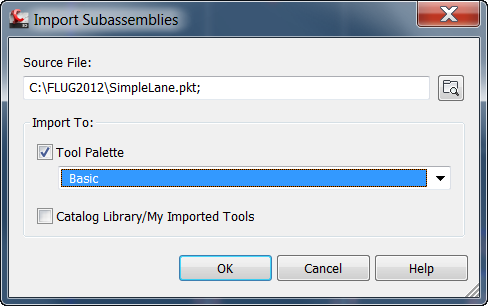 Import Subassemblies
Source File:
C:\FLUG2012\SimpleLane.pkt;
Import To:
Tool Palette
Basic
Catalog Library/My Imported Tools
OK
Cancel
Help